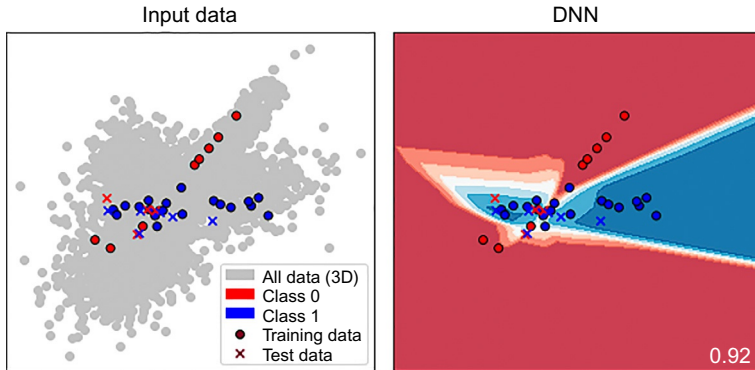 Input data
DNN
All data (3D)
Class 0
Class 1
Training data
Test data
0.92